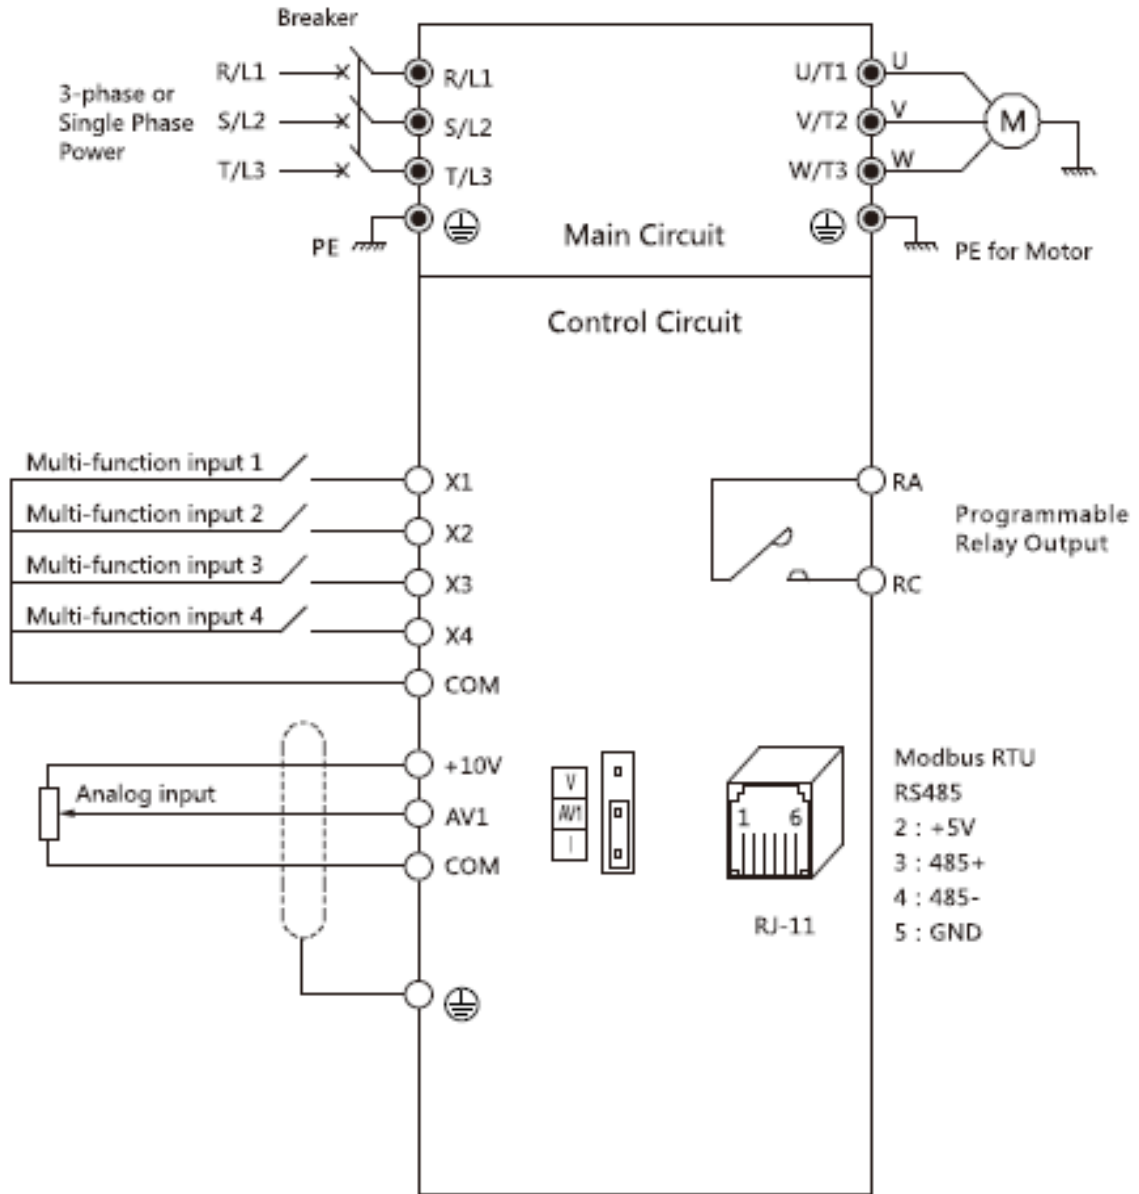 Breaker
3-phase or
Single Phase
Power
R/L1
S/L2
T/L3
PE
R/L1
S/L2
T/L3
U/T1
V/T2
W/T3
U
V
W
M
Main Circuit
PE for Motor
Control Circuit
Multi-function input 1
Multi-function input 2
Multi-function input 3
Multi-function input 4
X1
X2
X3
X4
COM
RA
RC
Programmable
Relay Output
Analog input
+10V
AV1
COM
V
AV1
I
1 6
RJ-11
Modbus RTU
RS485
2 : +5V
3 : 485+
4 : 485-
5 : GND